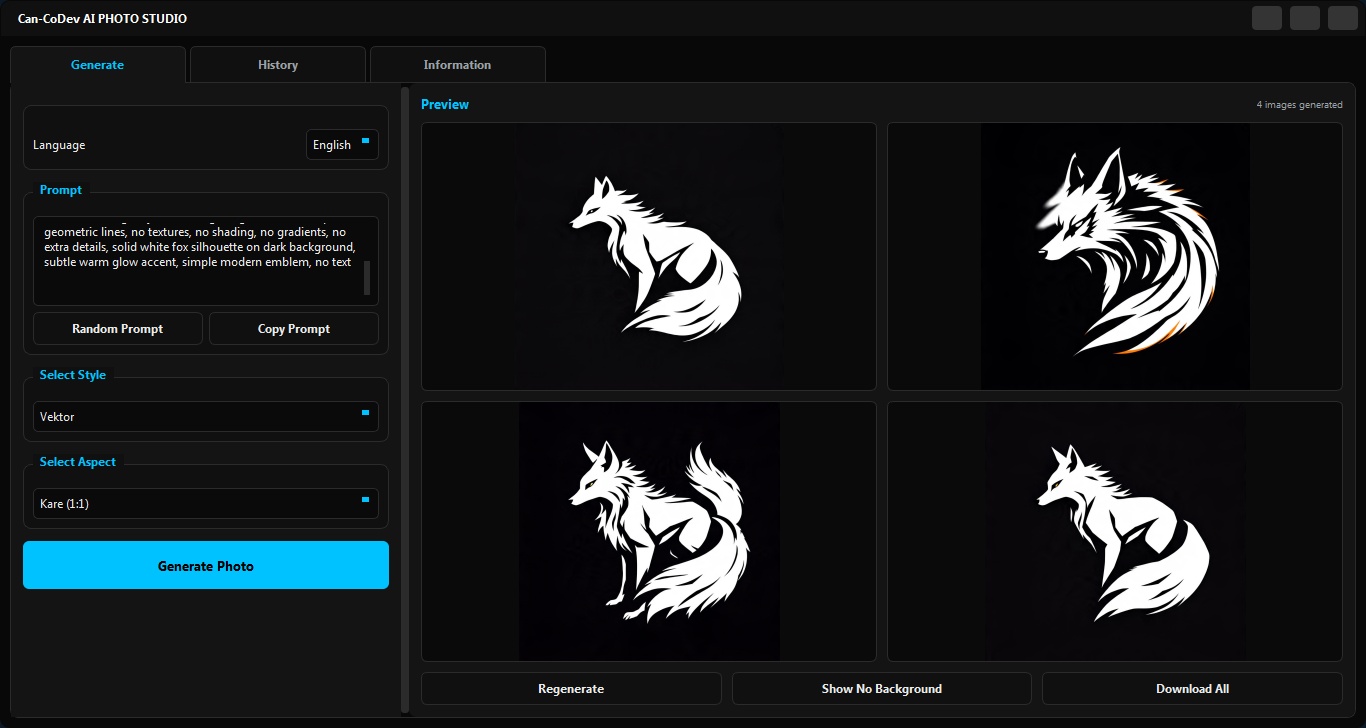 Can-CoDev AI PHOTO STUDIO
Generate
History
Information
Language
English
Prompt
geometric lines, no textures, no shading, no gradients, no
extra details, solid white fox silhouette on dark background,
subtle warm glow accent, simple modern emblem, no text
Random Prompt
Copy Prompt
Select Style
Vektor
Select Aspect
Kare (1:1)
Generate Photo
Preview
4 images generated
Regenerate
Show No Background
Download All